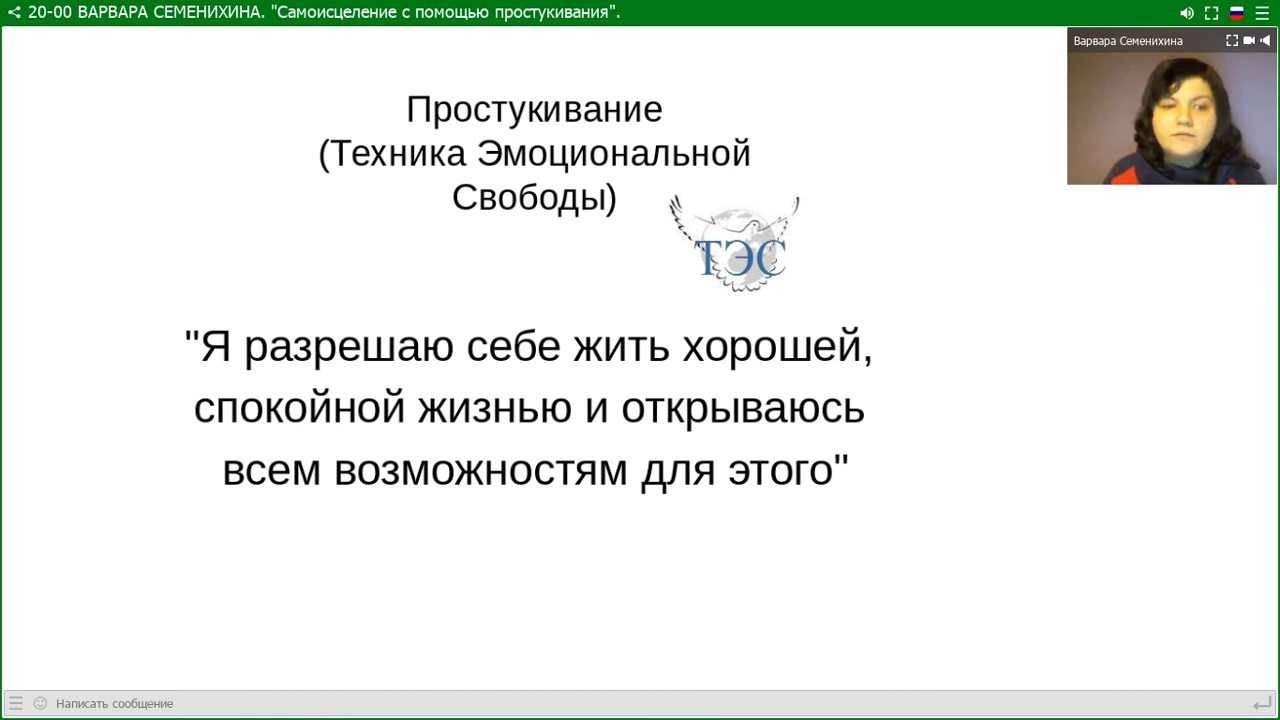 20-00 ВАРВАРА СЕМЕНИХИНА. "Самоисцеление с помощью простукивания".
Варвара Семенихина
Простукивание
(Техника Эмоциональной
Свободы)
ТЭС
"Я разрешаю себе жить хорошей,
спокойной жизнью и открываюсь
всем возможностям для этого"
Написать сообщение